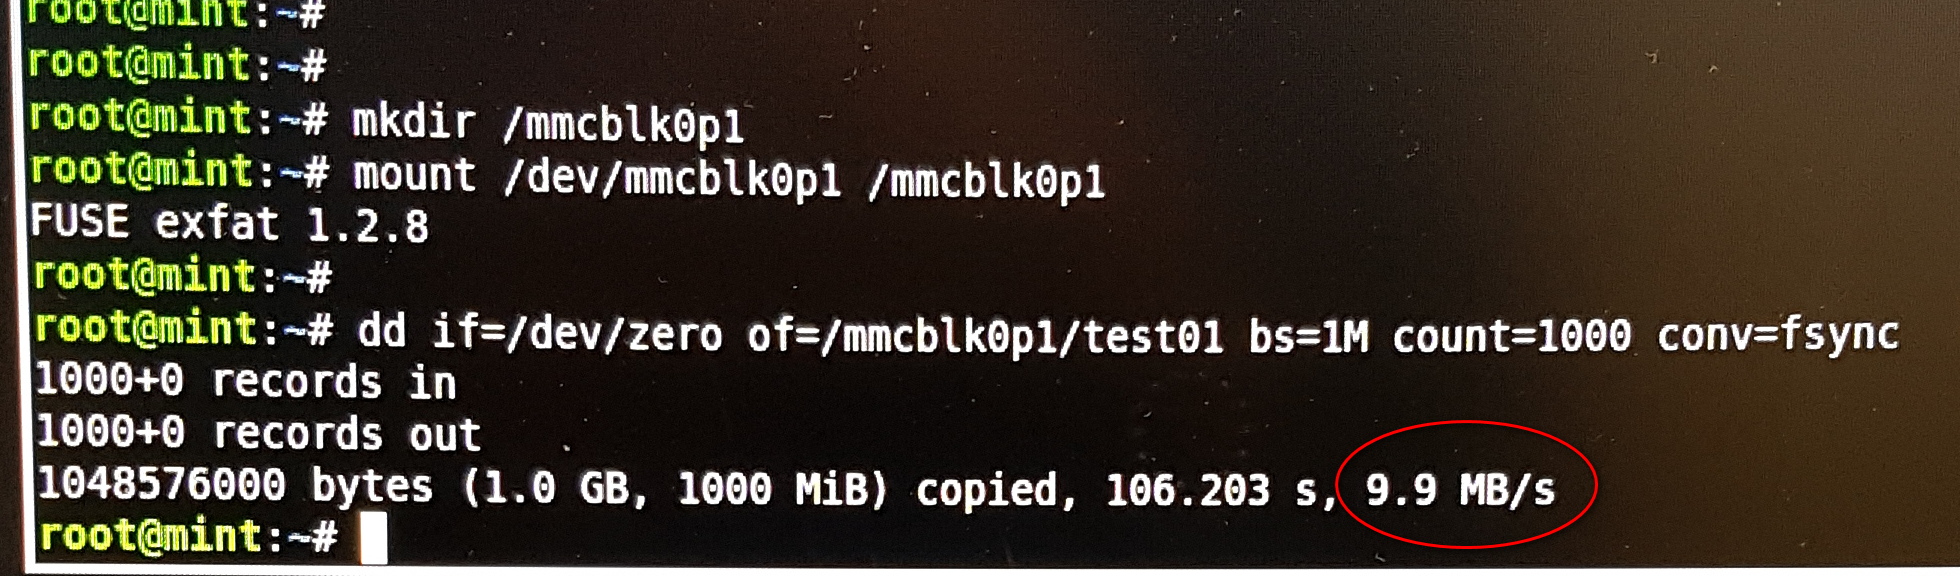 root@mint:~#
root@mint:~#
root@mint:~# mkdir /mmcblk0p1
root@mint:~# mount /dev/mmcblk0p1 /mmcblk0p1
FUSE exfat 1.2.8
root@mint:~#
root@mint:~# dd if=/dev/zero of=/mmcblk0p1/test01 bs=1M count=1000 conv=fsync
1000+0 records in
1000+0 records out
1048576000 bytes (1.0 GB, 1000 MiB) copied, 106.203 s, 9.9 MB/s
root@mint:~#